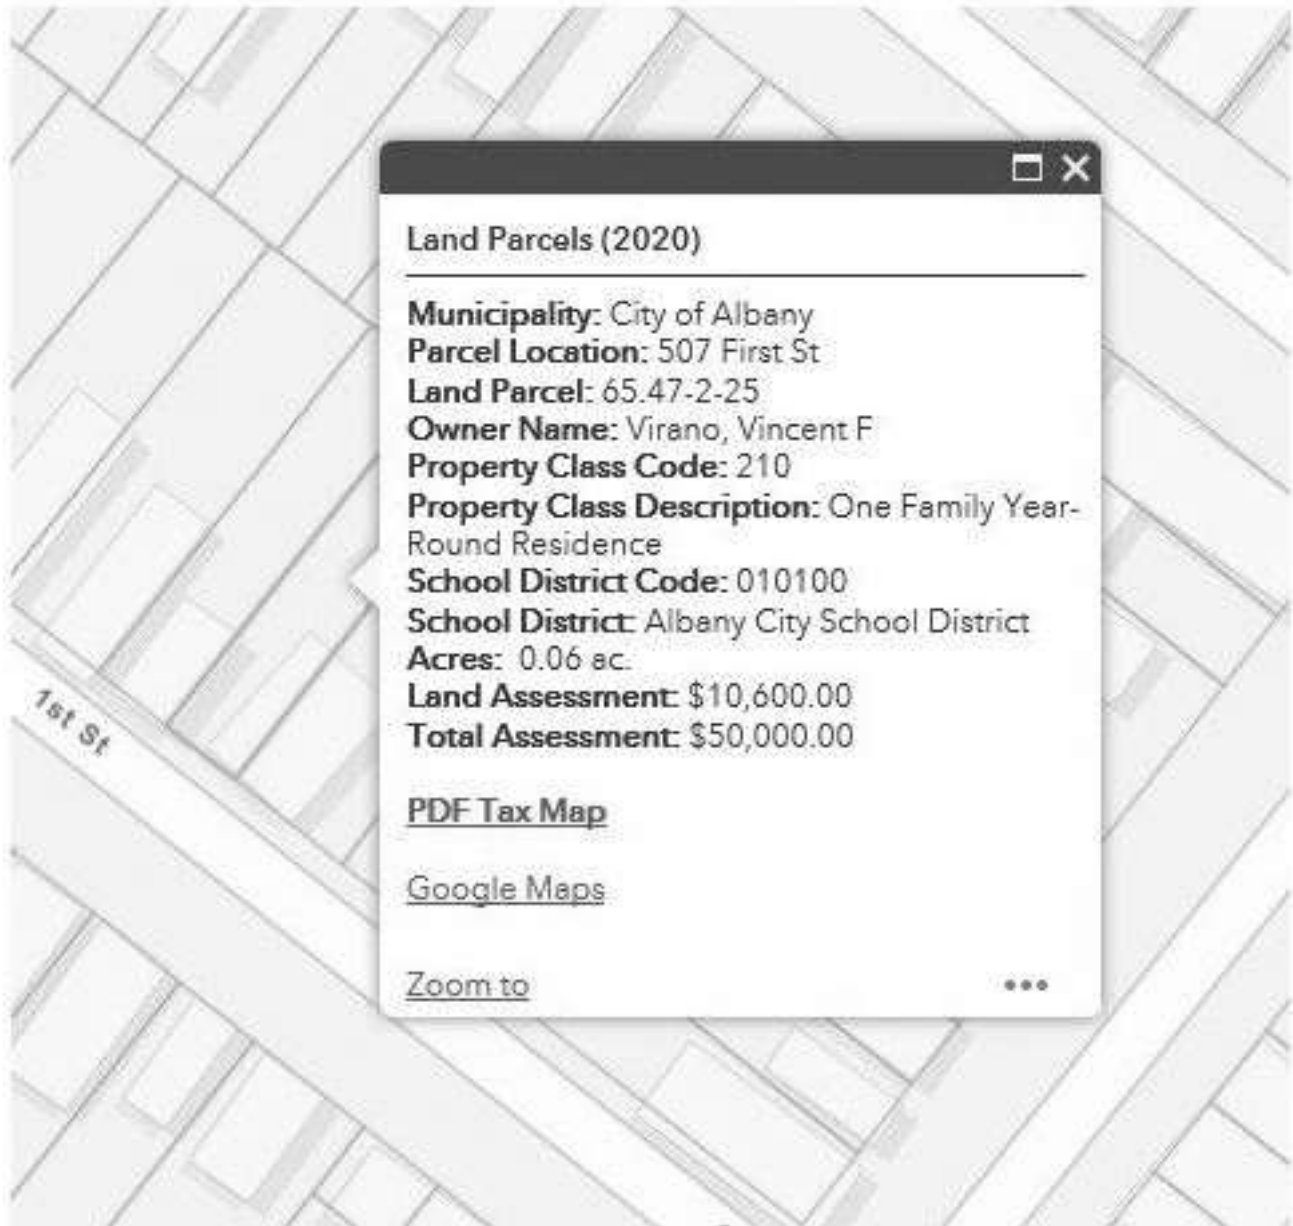 Land Parcels (2020)
Municipality: City of Albany
Parcel Location: 507 First St
Land Parcel: 65.47-2-25
Owner Name: Virano, Vincent F
Property Class Code: 210
Property Class Description: One Family Year-
Round Residence
School District Code: 010100
School District: Albany City School District
Acres: 0.06 ac.
Land Assessment: $10,600.00
Total Assessment: $50,000.00
1st St
PDF Tax Map
Google Maps
Zoom to